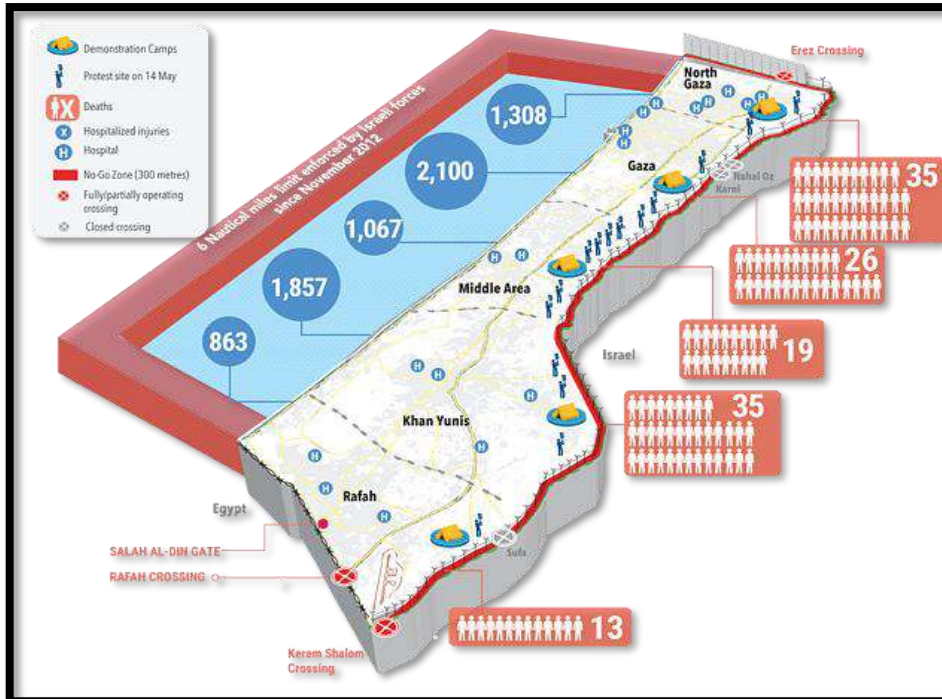 Demonstration Camps
Protest site on 14 May
X
Deaths
X
Hospitalized injuries
H
Hospital
No-Go Zone (300 metres)
Fully/partially operating
crossing
Closed crossing
6 Nautical miles limit enforced by Israeli forces
since November 2012
1,308
2,100
1,067
1,857
863
Erez Crossing
North
Gaza
H
H
H
H
H
H
H
H
H
Gaza
Nahal Oz
Karni
35
26
19
35
13
H
H
Middle Area
Israel
H
H
H
Khan Yunis
H
H
H
H
Rafah
Egypt
SALAH AL-DIN GATE
RAFAH CROSSING
Sufa
Kerem Shalom
Crossing